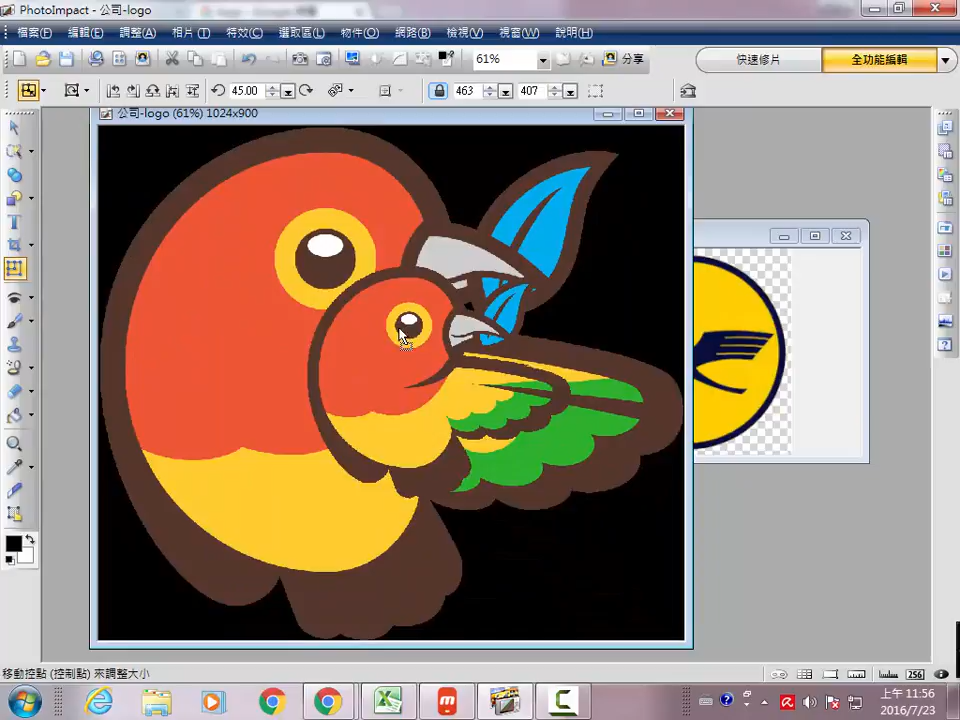 PhotoImpact - 公司-logo
檔案(F) 編輯(E) 調整(A) 相片(T) 特效(C) 選取區(L) 物件(O) 網路(B) 檢視(V) 視窗(W) 說明(H)
61% 分享 快速修片 全功能編輯
45.00 463 407
公司-logo (61%) 1024x900
移動控點 (控制點) 來調整大小
256
上午 11:56
2016/7/23